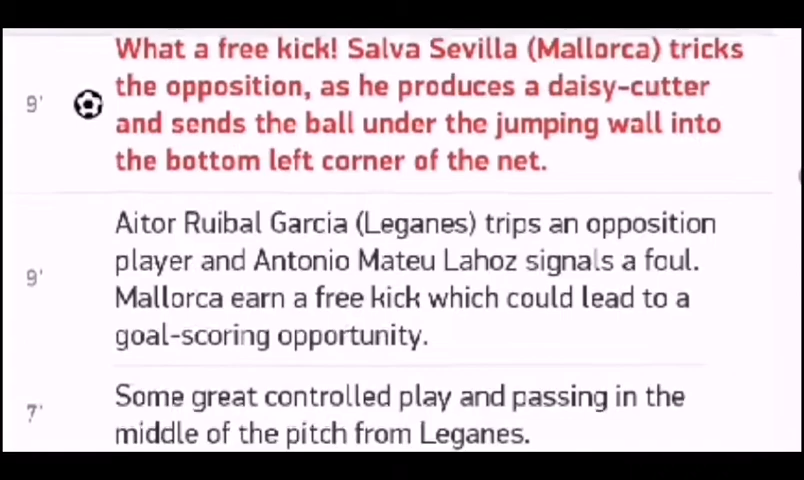 What a free kick! Salva Sevilla (Mallorca) tricks
the opposition, as he produces a daisy-cutter
9'
and sends the ball under the jumping wall into
the bottom left corner of the net.
Aitor Ruibal Garcia (Leganes) trips an opposition
player and Antonio Mateu Lahoz signals a foul.
9'
Mallorca earn a free kick which could lead to a
goal-scoring opportunity.
Some great controlled play and passing in the
7'
middle of the pitch from Leganes.